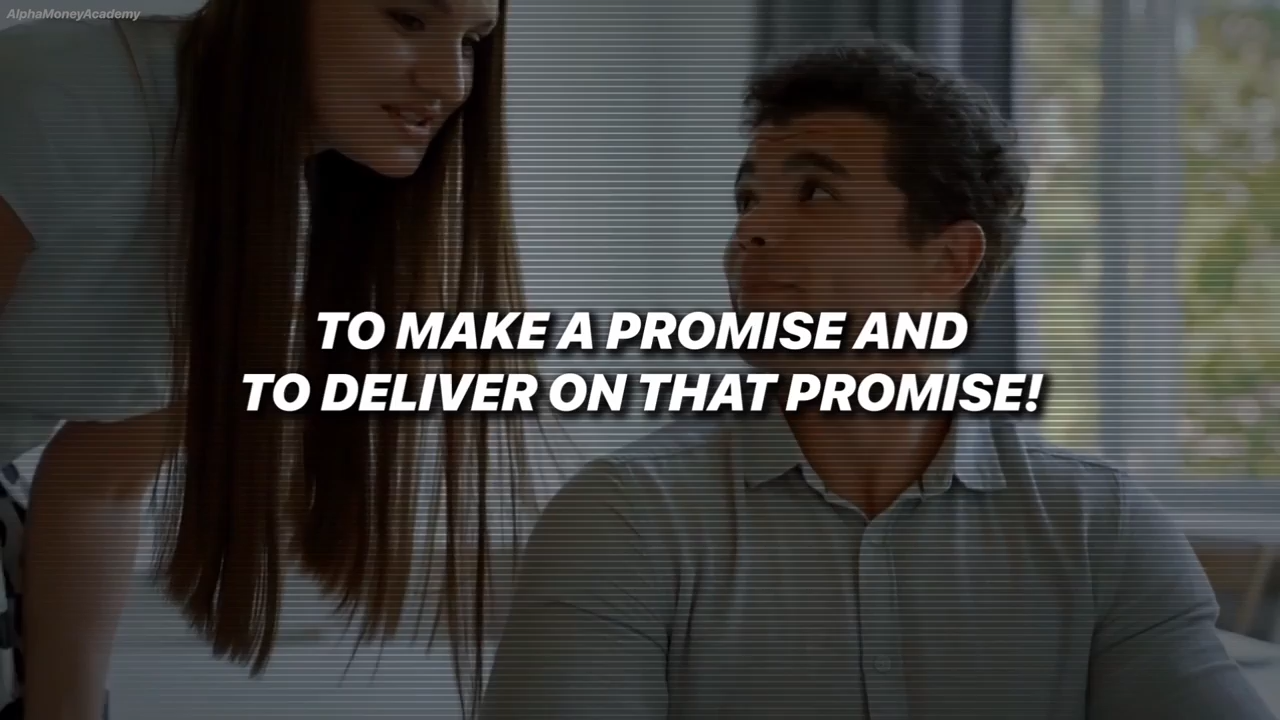 AlphaMoneyAcademy
TO MAKE A PROMISE AND
TO DELIVER ON THAT PROMISE!